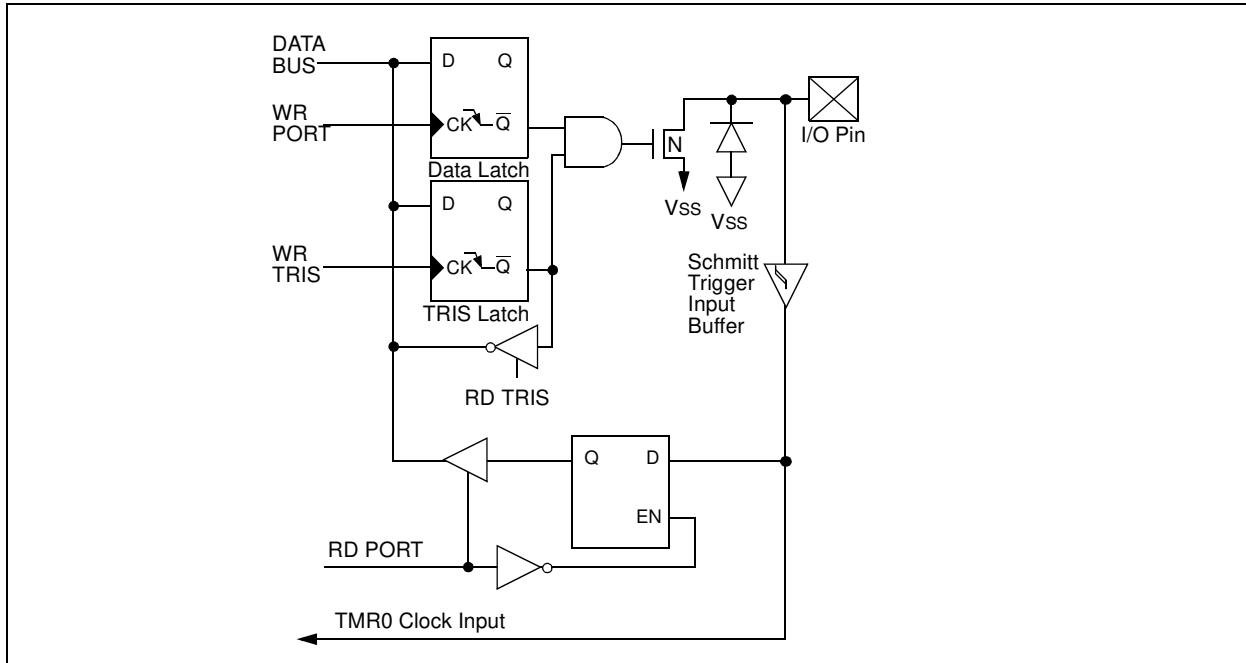 DATA
BUS
D Q
WR
PORT
CK Q
Data Latch
D Q
WR
TRIS
CK Q
TRIS Latch
RD TRIS
N
VSS
VSS
I/O Pin
Schmitt
Trigger
Input
Buffer
Q D
EN
RD PORT
TMR0 Clock Input